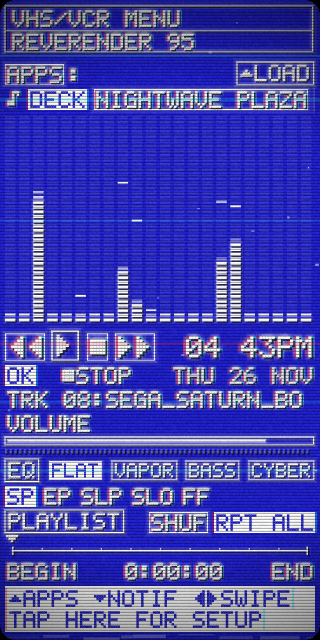 VHS/VCR MENU
REVERENDER 95
APPS: ▲LOAD
♪ DECK NIGHTWAVE PLAZA
04 43PM
OK ■STOP THU 26 NOV
TRK 08:SEGA_SATURN_BO
VOLUME
EQ FLAT VAPOR BASS CYBER
SP EP SLP SLO FF
PLAYLIST SHUF RPT ALL
BEGIN 0:00:00 END
▲APPS ▼NOTIF ◀▶SWIPE
TAP HERE FOR SETUP